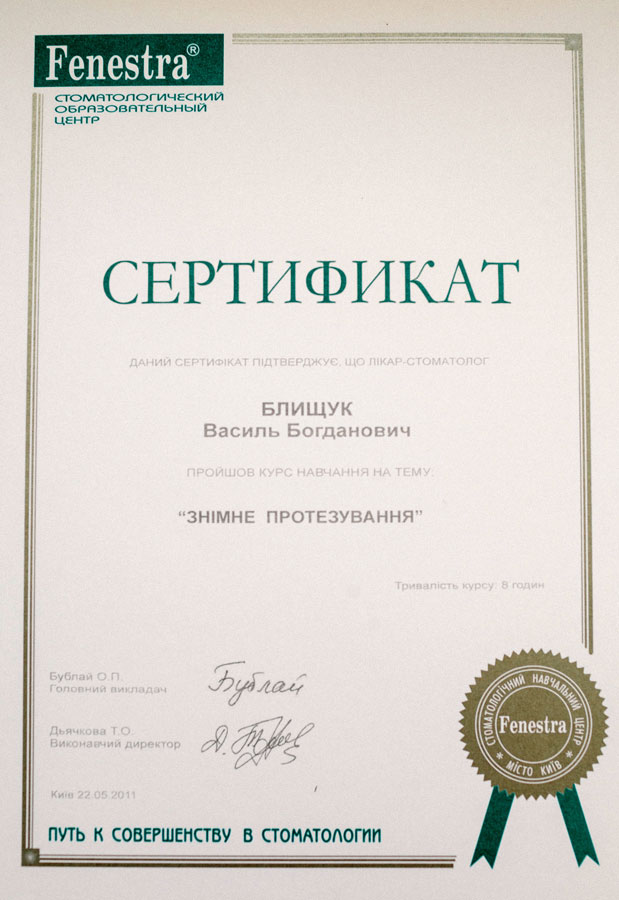 Fenestra®
СТОМАТОЛОГИЧЕСКИЙ
ОБРАЗОВАТЕЛЬНЫЙ
ЦЕНТР
СЕРТИФИКАТ
ДАНИЙ СЕРТИФІКАТ ПІДТВЕРДЖУЄ, ЩО ЛІКАР-СТОМАТОЛОГ
БЛИЩУК
Василь Богданович
ПРОЙШОВ КУРС НАВЧАННЯ НА ТЕМУ:
“ЗНІМНЕ ПРОТЕЗУВАННЯ”
Тривалість курсу: 8 годин
Бублай О.П.
Головний викладач
Бублай
Дьячкова Т.О.
Виконавчий директор
Київ 22.05.2011
ПУТЬ К СОВЕРШЕНСТВУ В СТОМАТОЛОГИИ
СТОМАТОЛОГІЧНИЙ НАВЧАЛЬНИЙ ЦЕНТР
Fenestra
* МІСТО КИЇВ *